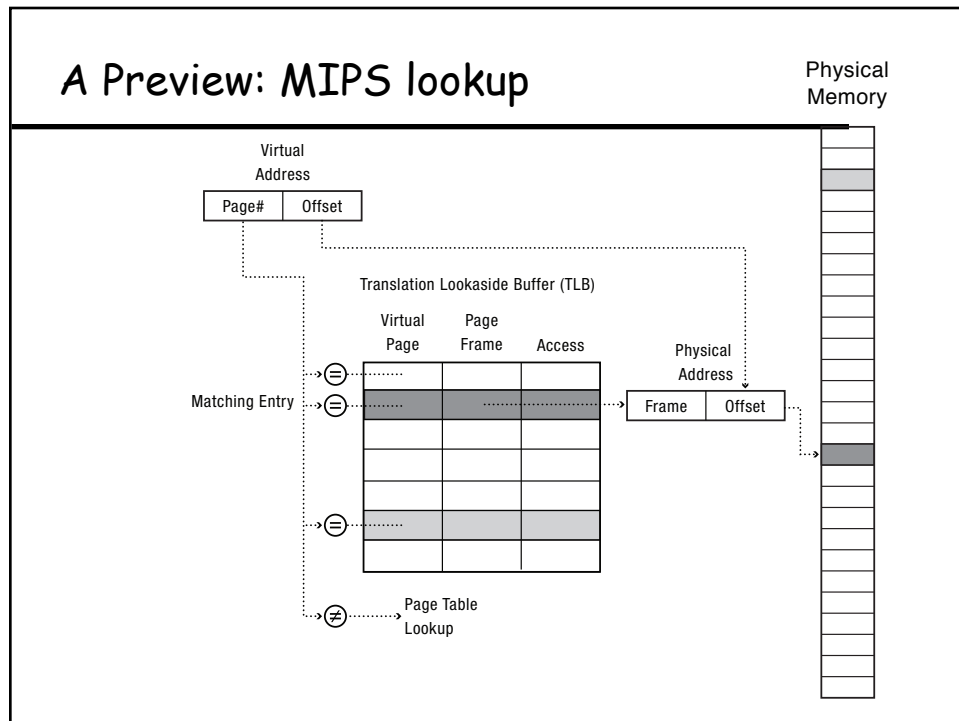 A Preview: MIPS lookup
Physical
Memory
Virtual
Address
Page#
Offset
Translation Lookaside Buffer (TLB)
Virtual
Page
Page
Frame
Access
Physical
Address
=
Matching Entry
=
Frame
Offset
=
≠
Page Table
Lookup